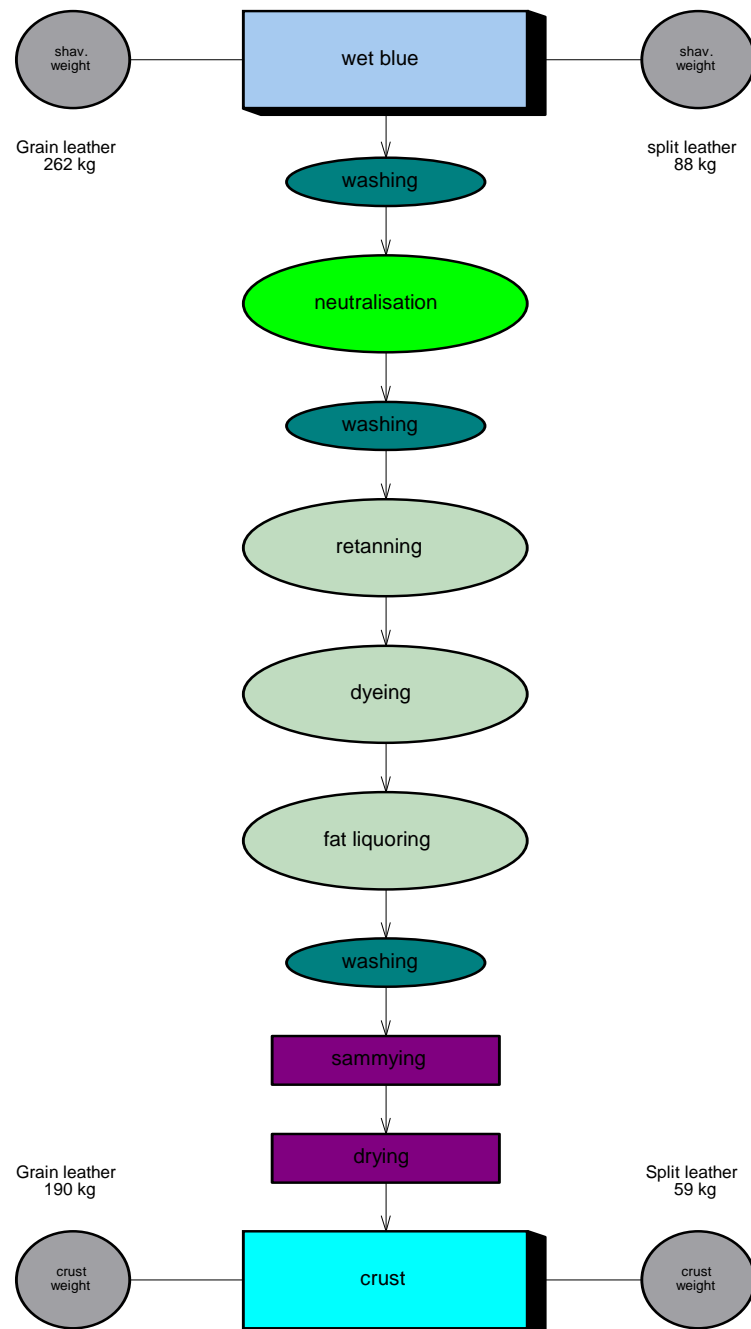 shav.
weight
wet blue
shav.
weight
Grain leather
262 kg
split leather
88 kg
washing
neutralisation
washing
retanning
dyeing
fat liquoring
washing
sammying
drying
Grain leather
190 kg
Split leather
59 kg
crust
weight
crust
crust
weight